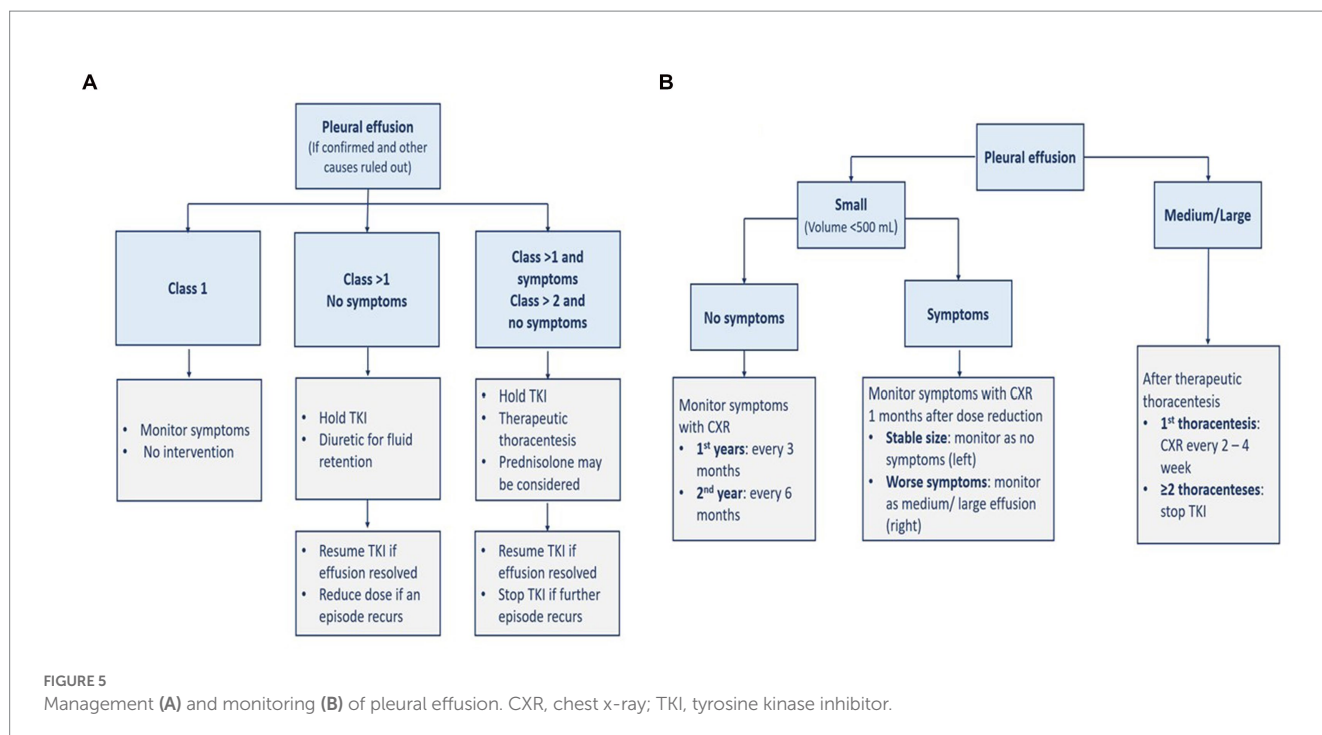 A
Pleural effusion
(If confirmed and other
causes ruled out)
Class 1
Class >1
No symptoms
Class >1 and
symptoms
Class > 2 and
no symptoms
• Monitor symptoms
• No intervention
• Hold TKI
• Diuretic for fluid
retention
• Hold TKI
• Therapeutic
thoracentesis
• Prednisolone may
be considered
• Resume TKI if
effusion resolved
• Reduce dose if an
episode recurs
• Resume TKI if
effusion resolved
• Stop TKI if further
episode recurs
B
Pleural effusion
Small
(Volume <500 mL)
Medium/Large
No symptoms
Symptoms
Monitor symptoms
with CXR
• 1st years: every 3
months
• 2nd year: every 6
months
Monitor symptoms with CXR
1 months after dose reduction
• Stable size: monitor as no
symptoms (left)
• Worse symptoms: monitor
as medium/ large effusion
(right)
After therapeutic
thoracentesis
• 1st thoracentesis:
CXR every 2 – 4
week
• ≥2 thoracenteses:
stop TKI
FIGURE 5
Management (A) and monitoring (B) of pleural effusion. CXR, chest x-ray; TKI, tyrosine kinase inhibitor.